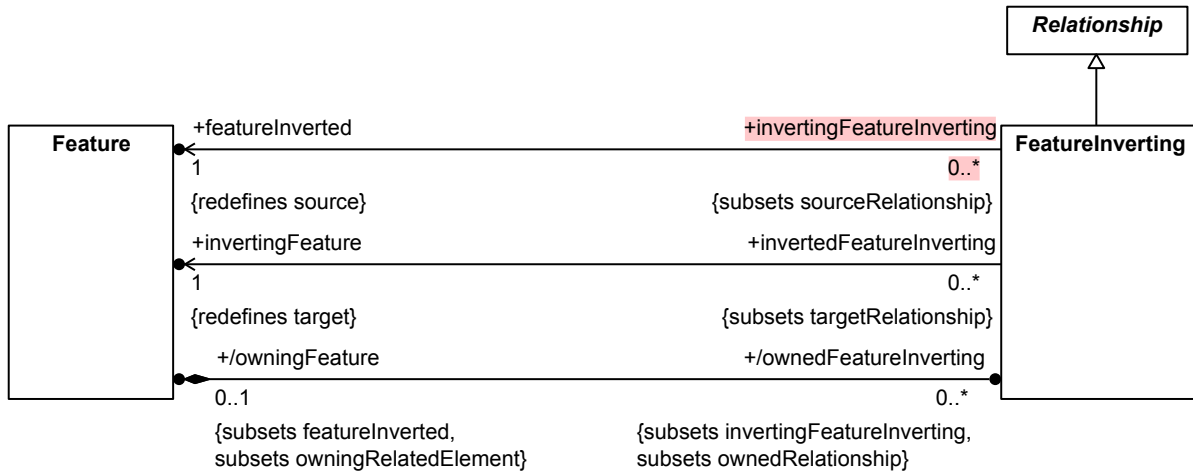 Relationship
+featureInverted
+invertingFeatureInverting
Feature
FeatureInverting
1
0..*
{redefines source}
{subsets sourceRelationship}
+invertingFeature
+invertedFeatureInverting
1
0..*
{redefines target}
{subsets targetRelationship}
+/owningFeature
+/ownedFeatureInverting
0..1
0..*
{subsets featureInverted,
subsets owningRelatedElement}
{subsets invertingFeatureInverting,
subsets ownedRelationship}